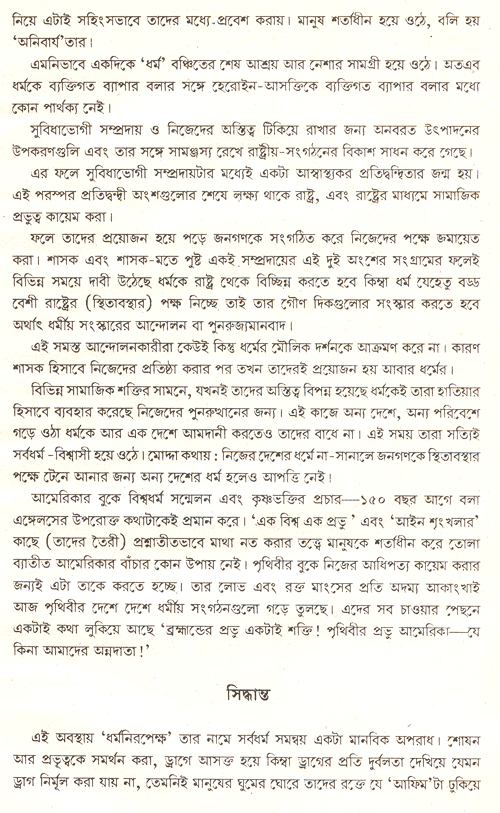 নিয়ে এটাই সহিংসভাবে তাদের মধ্যে-প্রবেশ করায়। মানুষ শর্তাধীন হয়ে ওঠে, বলি হয়
‘অনিবার্য’তার।
এমনিভাবে একদিকে ‘ধর্ম’ বঞ্চিতের শেষ আশ্রয় আর নেশার সামগ্রী হয়ে ওঠে। অতএব
ধর্মকে ব্যক্তিগত ব্যাপার বলার সঙ্গে হেরোইন-আসক্তিকে ব্যক্তিগত ব্যাপার বলার মধ্যে
কোন পার্থক্য নেই।
সুবিধাভোগী সম্প্রদায় ও নিজেদের অস্তিত্ব টিকিয়ে রাখার জন্য অনবরত উৎপাদনের
উপকরণগুলি এবং তার সঙ্গে সামঞ্জস্য রেখে রাষ্ট্রীয়-সংগঠনের বিকাশ সাধন করে গেছে।
এর ফলে সুবিধাভোগী সম্প্রদায়টার মধ্যেই একটা আস্বাস্থ্যকর প্রতিদ্বন্দ্বিতার জন্ম হয়।
এই পরস্পর প্রতিদ্বন্দ্বী অংশগুলোর শেষে লক্ষ্য থাকে রাষ্ট্র, এবং রাষ্ট্রের মাধ্যমে সামাজিক
প্রভুত্ব কায়েম করা।
ফলে তাদের প্রয়োজন হয়ে পড়ে জনগণকে সংগঠিত করে নিজেদের পক্ষে জমায়েত
করা। শাসক এবং শাসক-মতে পুষ্ট একই সম্প্রদায়ের এই দুই অংশের সংগ্রামের ফলেই
বিভিন্ন সময়ে দাবী উঠেছে ধর্মকে রাষ্ট্র থেকে বিচ্ছিন্ন করতে হবে কিম্বা ধর্ম যেহেতু বড্ড
বেশী রাষ্ট্রের (স্থিতাবস্থার) পক্ষ নিচ্ছে তাই তার গৌণ দিকগুলোর সংস্কার করতে হবে
অর্থাৎ ধর্মীয় সংস্কারের আন্দোলন বা পুনরুজ্যমানবাদ।
এই সমস্ত আন্দোলনকারীরা কেউই কিন্তু ধর্মের মৌলিক দর্শনকে আক্রমণ করে না। কারণ
শাসক হিসাবে নিজেদের প্রতিষ্ঠা করার পর তখন তাদেরই প্রয়োজন হয় আবার ধর্মের।
বিভিন্ন সামাজিক শক্তির সামনে, যখনই তাদের অস্তিত্ব বিপন্ন হয়েছে ধর্মকেই তারা হাতিয়ার
হিসাবে ব্যবহার করেছে নিজেদের পুনরুত্থানের জন্য। এই কাজে অন্য দেশে, অন্য পরিবেশে
গড়ে ওঠা ধর্মকে আর এক দেশে আমদানী করতেও তাদের বাধে না। এই সময় তারা সত্যিই
সর্বধর্ম -বিশ্বাসী হয়ে ওঠে। মোদ্দা কথায় : নিজের দেশের ধর্মে না-সানালে জনগণকে স্থিতাবস্থার
পক্ষে টেনে আনার জন্য অন্য দেশের ধর্ম হলেও আপত্তি নেই।
আমেরিকার বুকে বিশ্বধর্ম সম্মেলন এবং কৃষ্ণভক্তির প্রচার—১৫০ বছর আগে বলা
এঙ্গেলসের উপরোক্ত কথাটাকেই প্রমান করে। ‘এক বিশ্ব এক প্রভু’ এবং ‘আইন শৃংখলার’
কাছে (তাদের তৈরী) প্রশ্নাতীতভাবে মাথা নত করার তত্ত্বে মানুষকে শর্তাধীন করে তোলা
ব্যাতীত আমেরিকার বাঁচার কোন উপায় নেই। পৃথিবীর বুকে নিজের আধিপত্য কায়েম করার
জন্যই এটা তাকে করতে হচ্ছে। তার লোভ এবং রক্ত মাংসের প্রতি অদম্য আকাংখাই
আজ পৃথিবীর দেশে দেশে ধর্মীয় সংগঠনগুলো গড়ে তুলছে। এদের সব চাওয়ার পেছনে
একটাই কথা লুকিয়ে আছে ‘ব্রহ্মান্ডের প্রভু একটাই শক্তি! পৃথিবীর প্রভু আমেরিকা—যে
কিনা আমাদের অন্নদাতা!’
সিদ্ধান্ত
এই অবস্থায় ‘ধর্মনিরপেক্ষ’ তার নামে সর্বধর্ম সমন্বয় একটা মানবিক অপরাধ। শোষন
আর প্রভুত্বকে সমর্থন করা, ড্রাগে আসক্ত হয়ে কিম্বা ড্রাগের প্রতি দুর্বলতা দেখিয়ে যেমন
ড্রাগ নির্মূল করা যায় না, তেমনিই মানুষের ঘুমের ঘোরে তাদের রক্তে যে ‘আফিম’টা ঢুকিয়ে